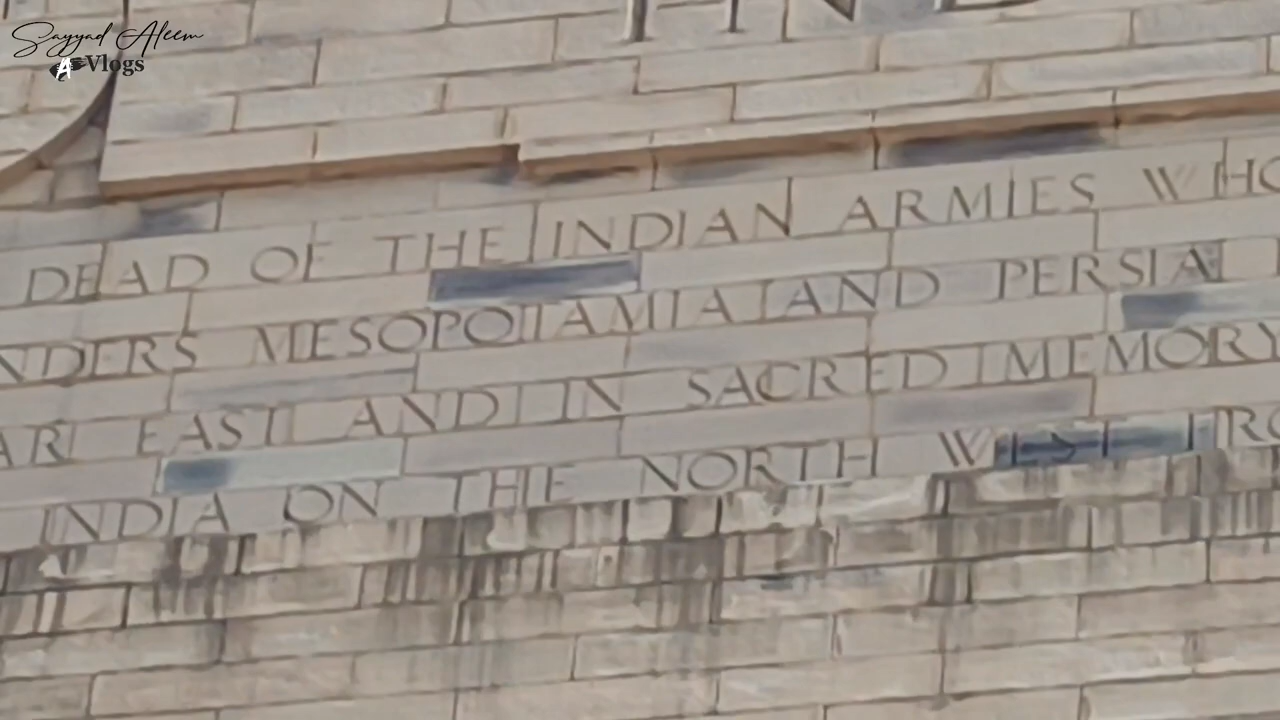 Sayyad Aleem
A Vlogs
DEAD OF THE INDIAN ARMIES WHO
NDERS MESOPOTAMIA AND PERSIA
AR EAST AND IN SACRED MEMORY
INDIA ON THE NORTH WEST FRO